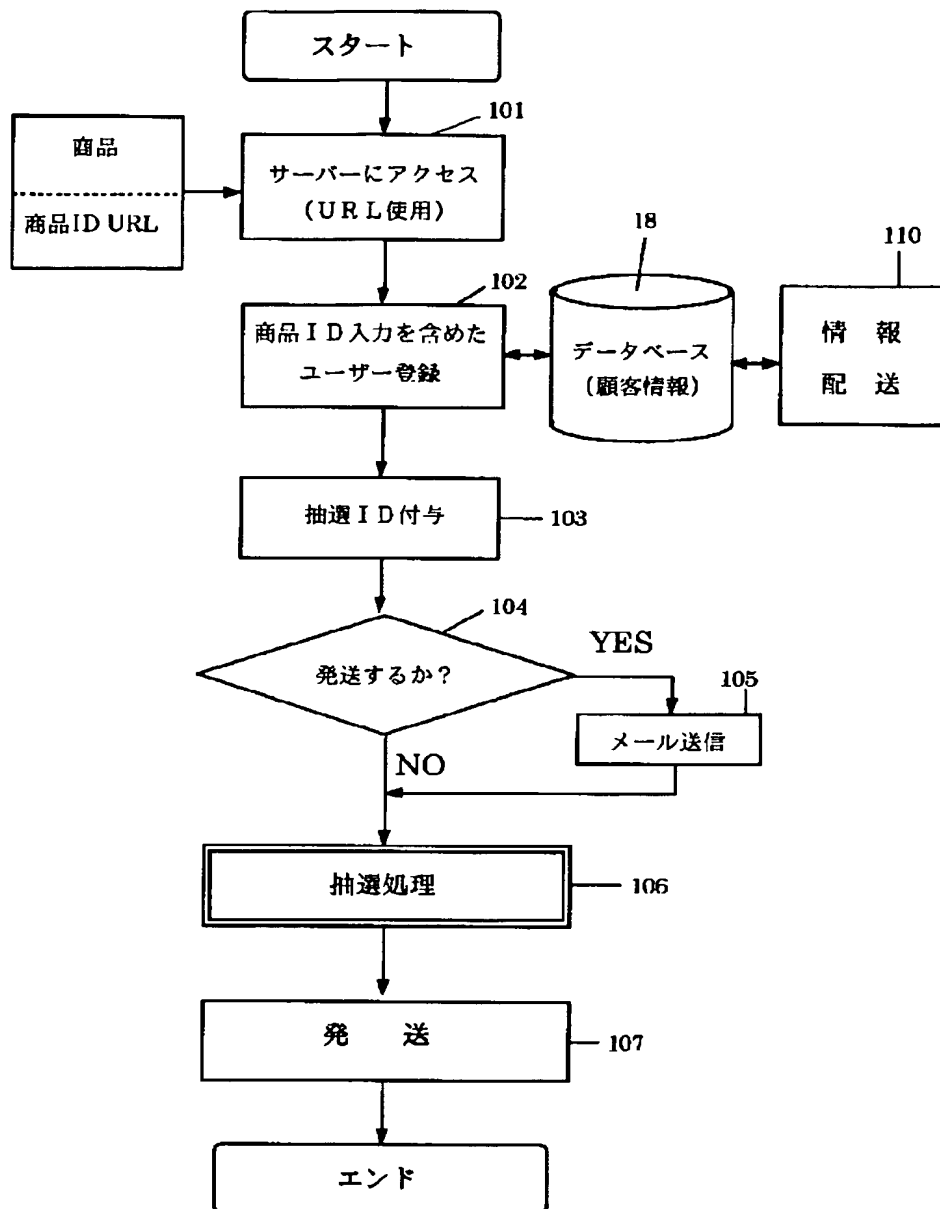 スタート
101
商品
商品ID URL
サーバーにアクセス
(URL使用)
102
商品ID入力を含めた
ユーザー登録
18
データベース
(顧客情報)
110
情 報
配 送
抽選ID付与
103
104
発送するか?
YES
105
メール送信
NO
抽選処理
106
発 送
107
エンド